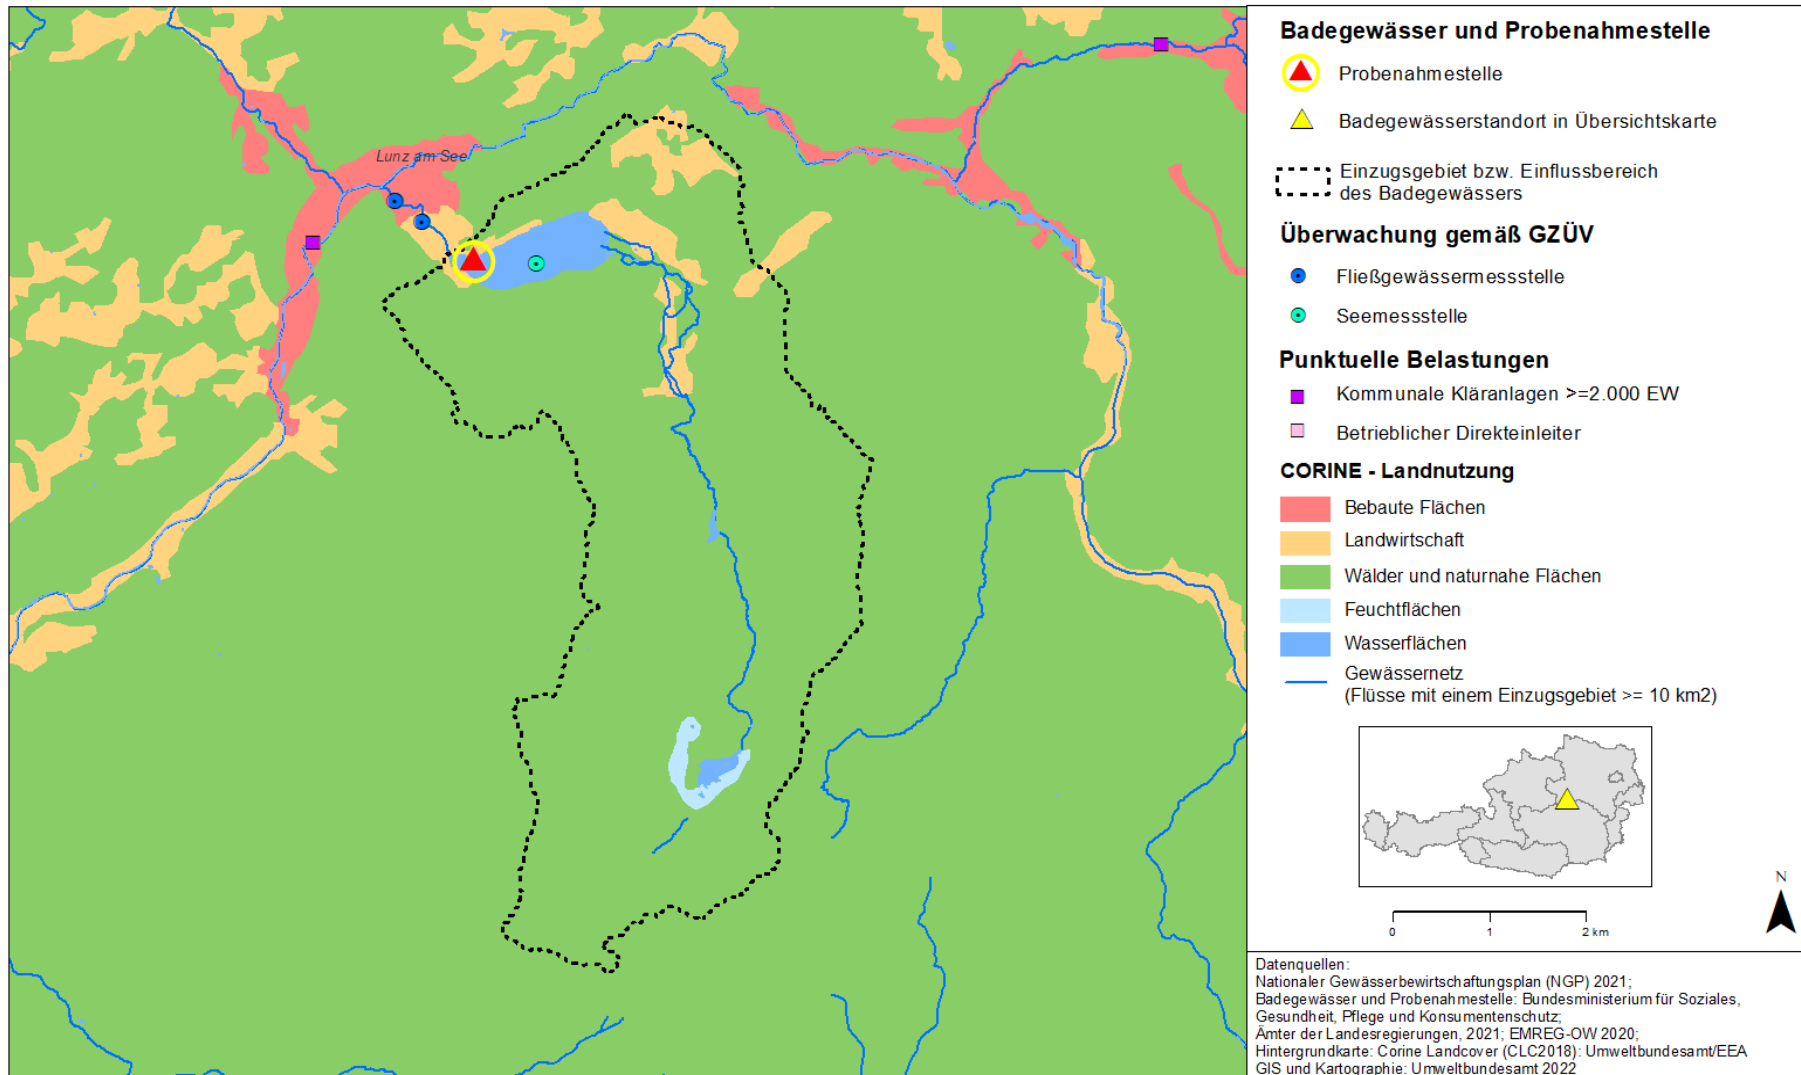 Lunz am See
Badegewässer und Probenahmestelle
Probenahmestelle
Badegewässerstandort in Übersichtskarte
Einzugsgebiet bzw. Einflussbereich
des Badegewässers
Überwachung gemäß GZÜV
Fließgewässermessstelle
Seemessstelle
Punktuelle Belastungen
Kommunale Kläranlagen >=2.000 EW
Betrieblicher Direkteinleiter
CORINE - Landnutzung
Bebaute Flächen
Landwirtschaft
Wälder und naturnahe Flächen
Feuchtflächen
Wasserflächen
Gewässernetz
(Flüsse mit einem Einzugsgebiet >= 10 km2)
N
0 1 2 km
Datenquellen:
Nationaler Gewässerbewirtschaftungsplan (NGP) 2021;
Badegewässer und Probenahmestelle: Bundesministerium für Soziales,
Gesundheit, Pflege und Konsumentenschutz;
Ämter der Landesregierungen, 2021; EMREG-OW 2020;
Hintergrundkarte: Corine Landcover (CLC2018): Umweltbundesamt/EEA
GIS und Kartographie: Umweltbundesamt 2022